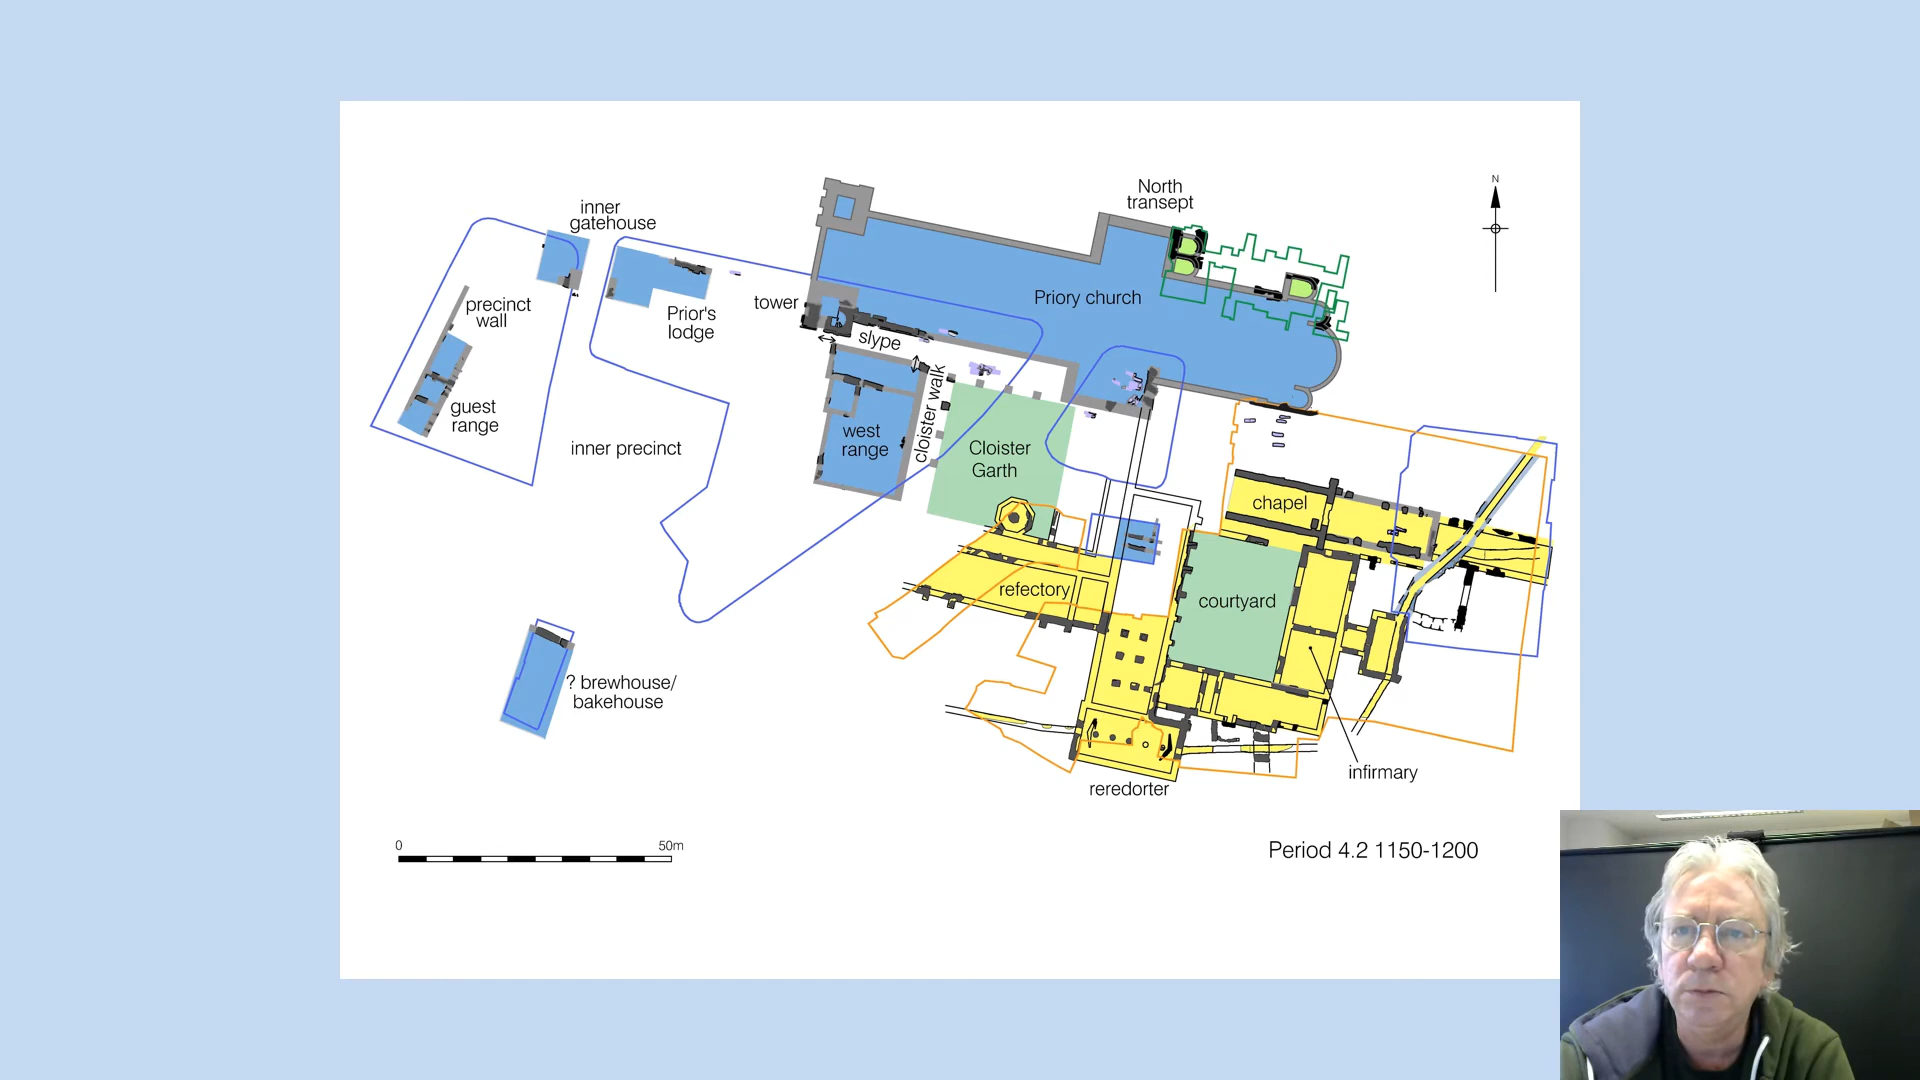 North
transept
N
inner
gatehouse
precinct
wall
tower
Priory church
Prior's
lodge
slype
cloister walk
guest
range
west
range
inner precinct
Cloister
Garth
chapel
refectory
courtyard
? brewhouse/
bakehouse
infirmary
reredorter
0
50m
Period 4.2 1150-1200